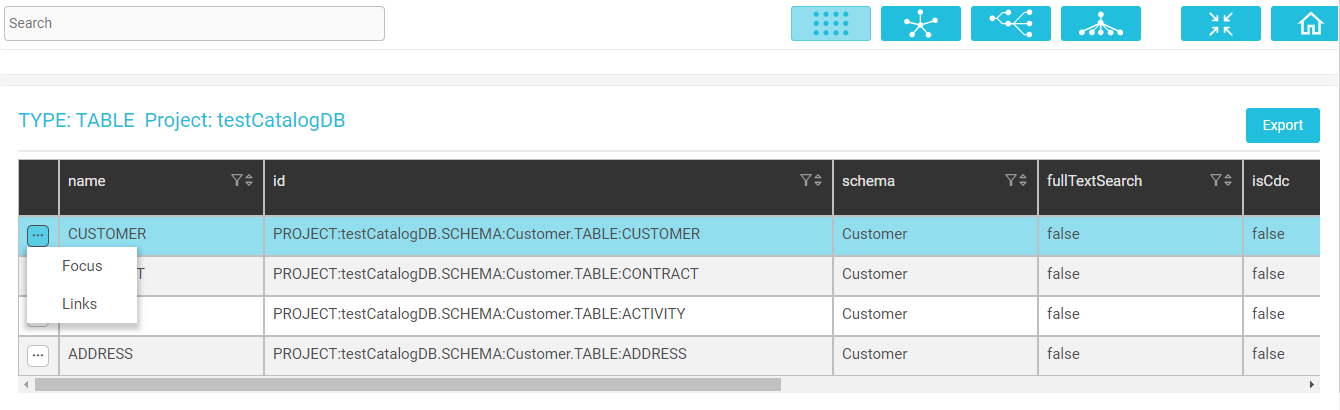 Search
TYPE: TABLE Project: testCatalogDB
Export
name id schema fullTextSearch isCdc
... CUSTOMER PROJECT:testCatalogDB.SCHEMA:Customer.TABLE:CUSTOMER Customer false false
Focus
T PROJECT:testCatalogDB.SCHEMA:Customer.TABLE:CONTRACT Customer false false
Links
PROJECT:testCatalogDB.SCHEMA:Customer.TABLE:ACTIVITY Customer false false
... ADDRESS PROJECT:testCatalogDB.SCHEMA:Customer.TABLE:ADDRESS Customer false false